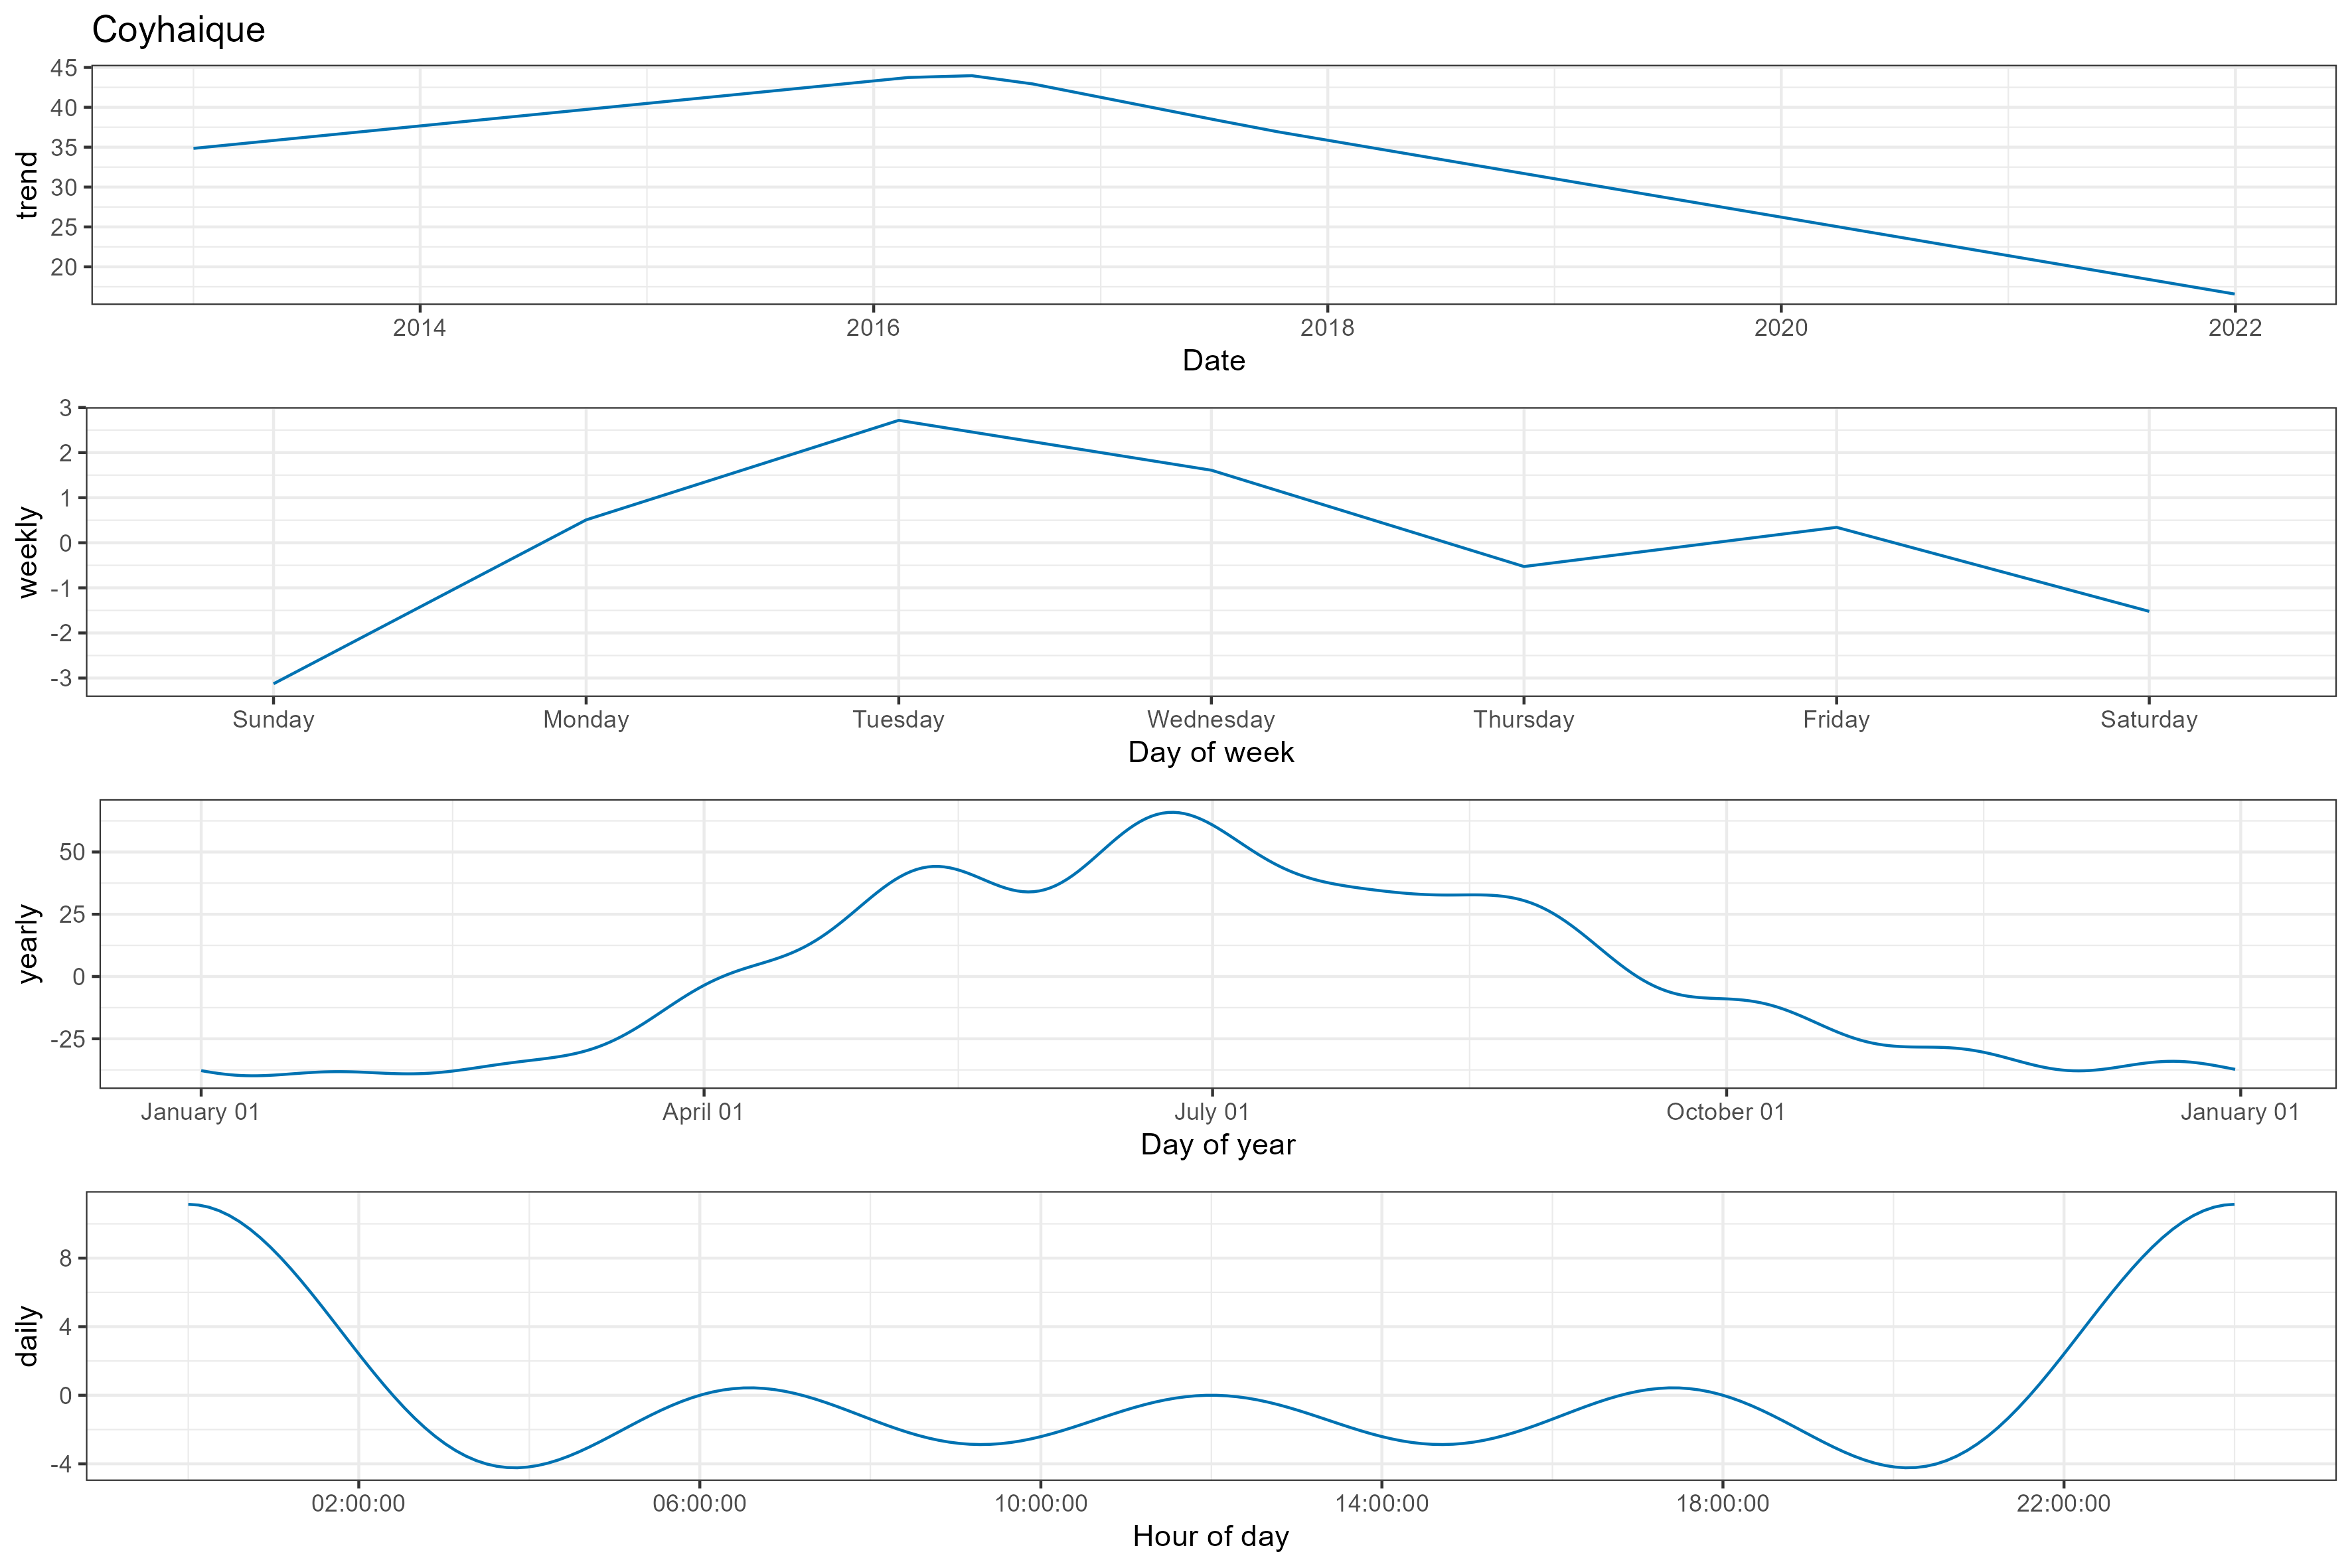 Coyhaique
45
40
35
30
25
20
trend
2014 2016 2018 2020 2022
Date
3
2
1
0
-1
-2
-3
weekly
Sunday Monday Tuesday Wednesday Thursday Friday Saturday
Day of week
50
25
0
-25
yearly
January 01 April 01 July 01 October 01 January 01
Day of year
8
4
0
-4
daily
02:00:00 06:00:00 10:00:00 14:00:00 18:00:00 22:00:00
Hour of day